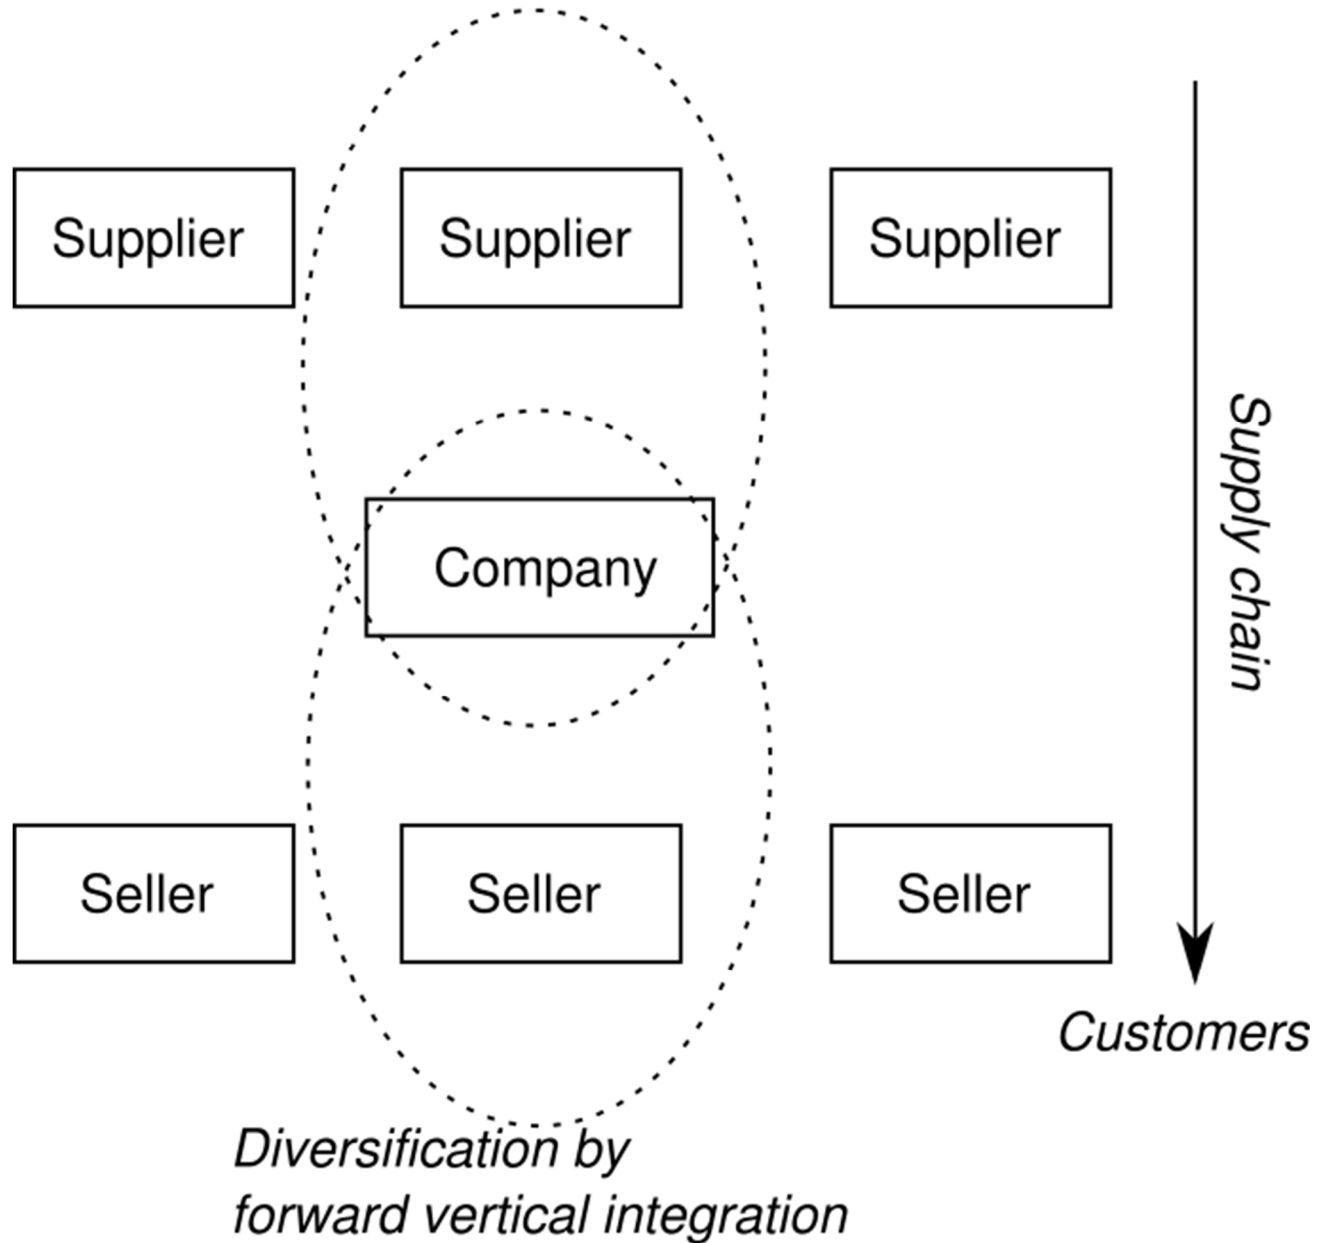 Supplier
Supplier
Supplier
Company
Supply chain
Seller
Seller
Seller
Customers
Diversification by
forward vertical integration